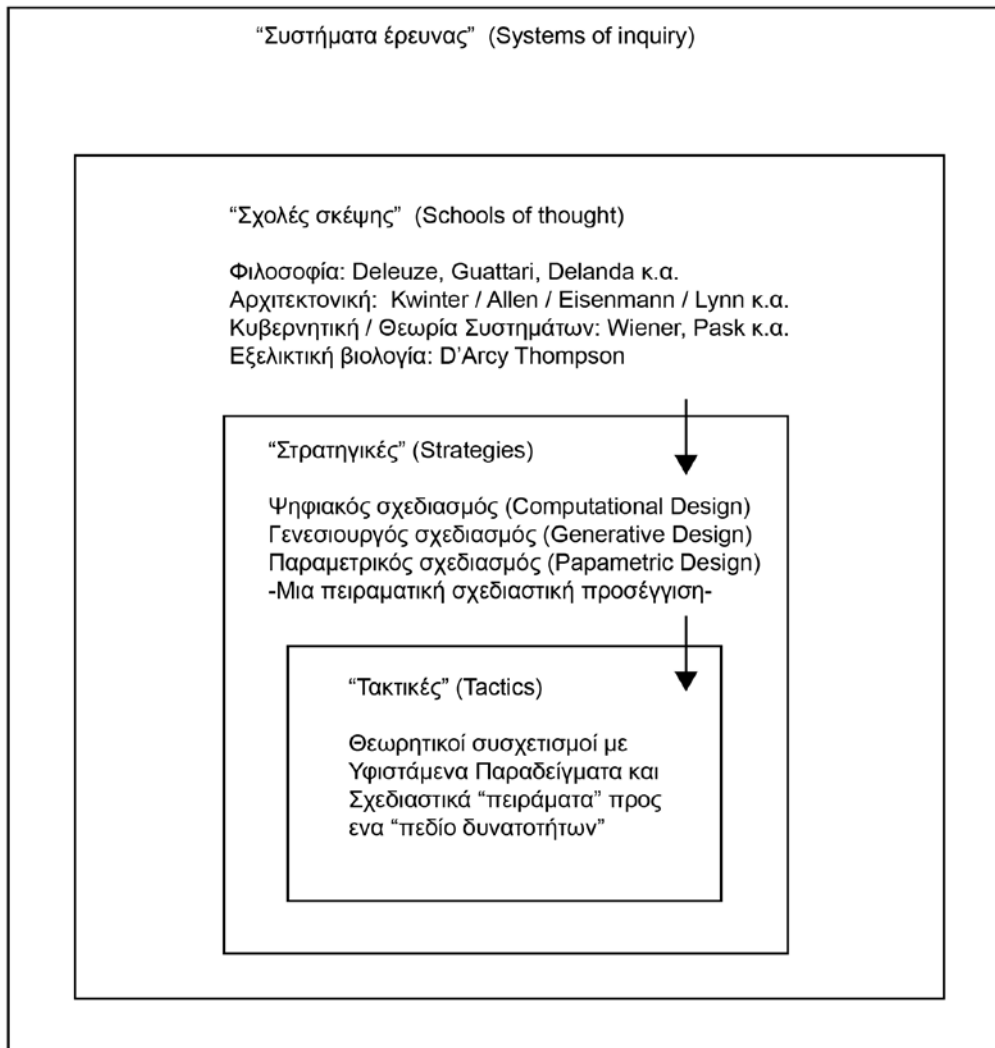 “Συστήματα έρευνας” (Systems of inquiry)
“Σχολές σκέψης” (Schools of thought)
Φιλοσοφία: Deleuze, Guattari, Delanda κ.α.
Αρχιτεκτονική: Kwinter / Allen / Eisenmann / Lynn κ.α.
Κυβερνητική / Θεωρία Συστημάτων: Wiener, Pask κ.α.
Εξελικτική βιολογία: D’Arcy Thompson
“Στρατηγικές” (Strategies)
Ψηφιακός σχεδιασμός (Computational Design)
Γενεσιουργός σχεδιασμός (Generative Design)
Παραμετρικός σχεδιασμός (Papametric Design)
-Μια πειραματική σχεδιαστική προσέγγιση-
“Τακτικές” (Tactics)
Θεωρητικοί συσχετισμοί με
Υφιστάμενα Παραδείγματα και
Σχεδιαστικά “πειράματα” προς
ενα “πεδίο δυνατοτήτων”